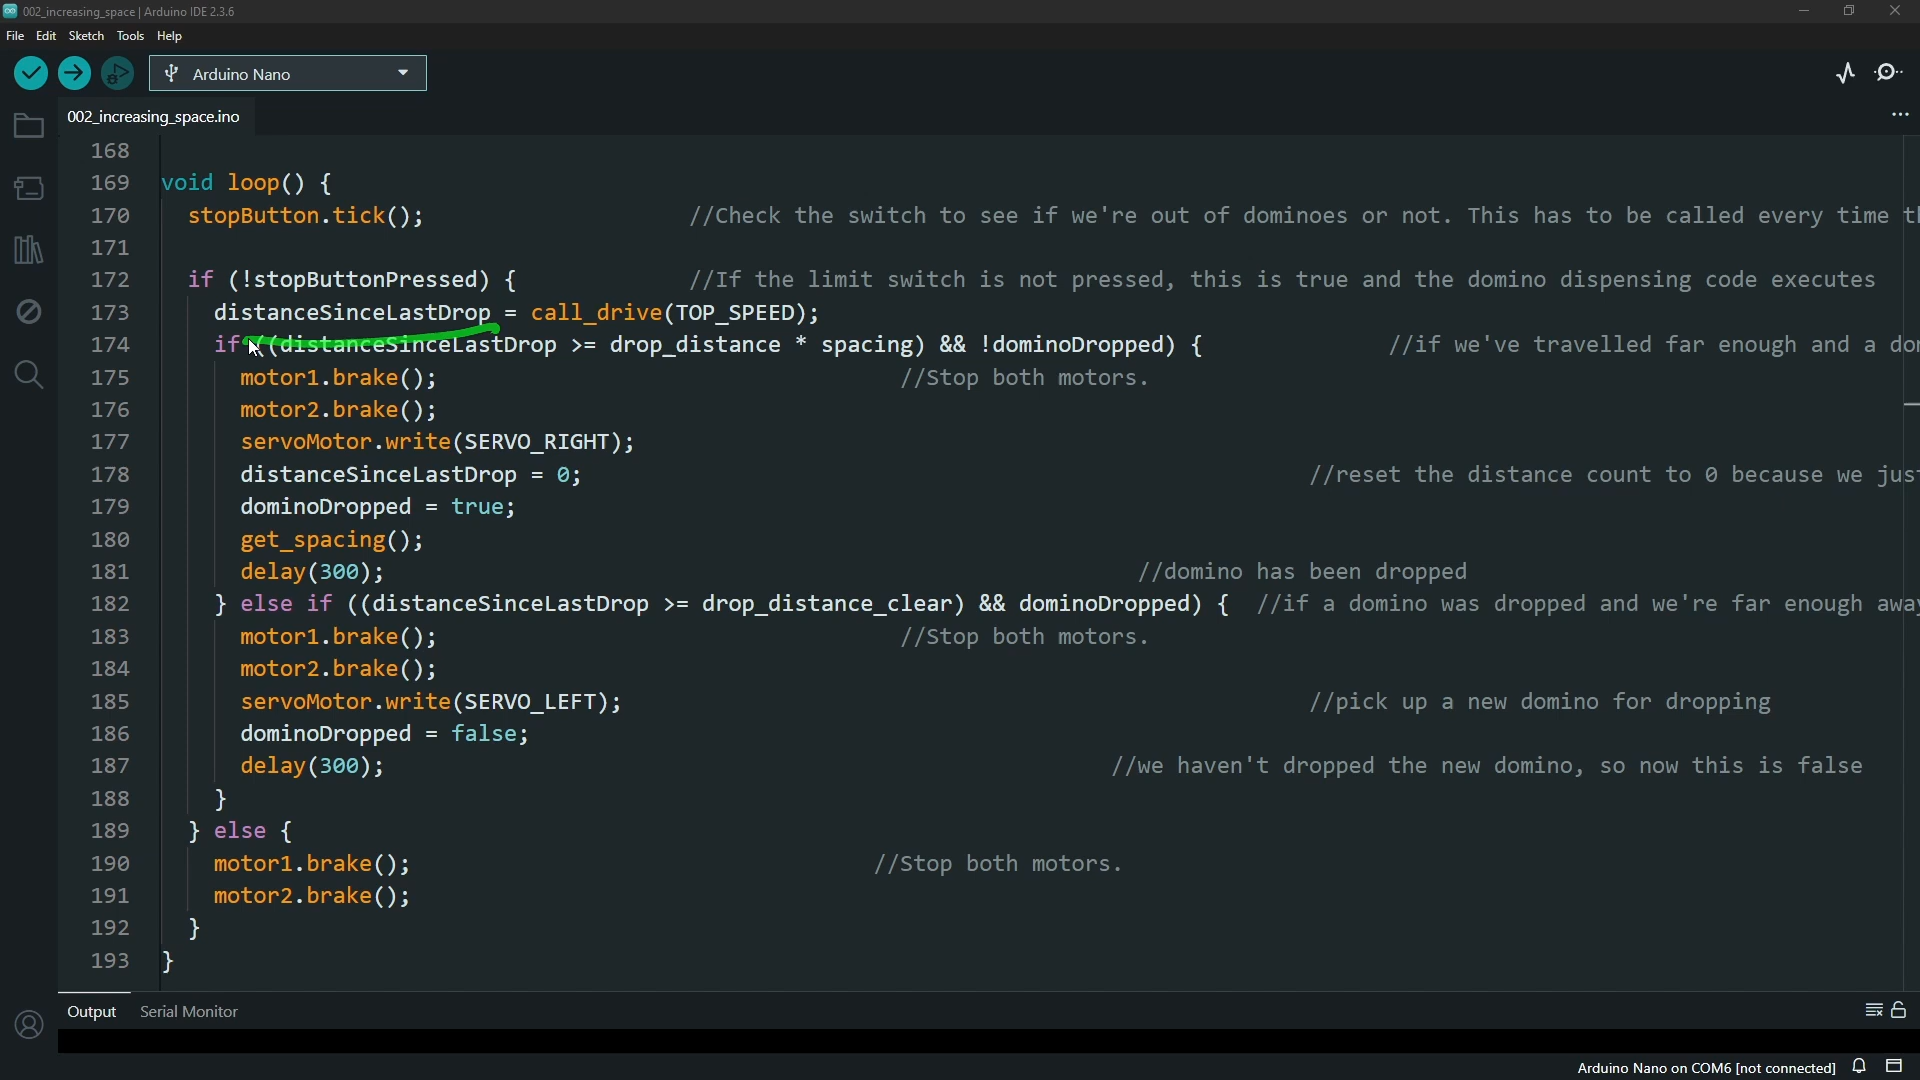 002_increasing_space | Arduino IDE 2.3.6
File Edit Sketch Tools Help
Arduino Nano
002_increasing_space.ino
168
169 void loop() {
170 stopButton.tick(); //Check the switch to see if we're out of dominoes or not. This has to be called every time
171
172 if (!stopButtonPressed) { //If the limit switch is not pressed, this is true and the domino dispensing code executes
173 distanceSinceLastDrop = call_drive(TOP_SPEED);
174 if ((distanceSinceLastDrop >= drop_distance * spacing) && !dominoDropped) { //if we've travelled far enough and a
175 motor1.brake(); //Stop both motors.
176 motor2.brake();
177 servoMotor.write(SERVO_RIGHT);
178 distanceSinceLastDrop = 0; //reset the distance count to 0 because we
179 dominoDropped = true;
180 get_spacing();
181 delay(300); //domino has been dropped
182 } else if ((distanceSinceLastDrop >= drop_distance_clear) && dominoDropped) { //if a domino was dropped and we're far enough
183 motor1.brake(); //Stop both motors.
184 motor2.brake();
185 servoMotor.write(SERVO_LEFT); //pick up a new domino for dropping
186 dominoDropped = false;
187 delay(300); //we haven't dropped the new domino, so now this is false
188 }
189 } else {
190 motor1.brake(); //Stop both motors.
191 motor2.brake();
192 }
193 }
Output Serial Monitor
Arduino Nano on COM6 [not connected]